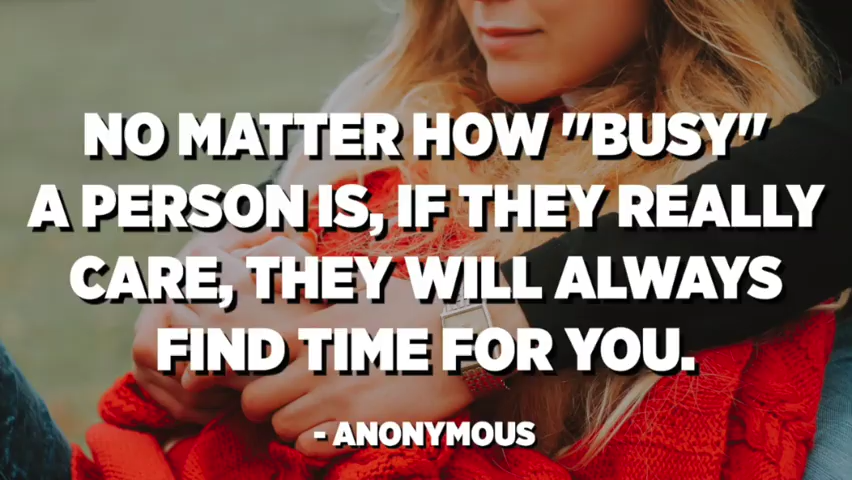 NO MATTER HOW "BUSY"
A PERSON IS, IF THEY REALLY
CARE, THEY WILL ALWAYS
FIND TIME FOR YOU.
- ANONYMOUS